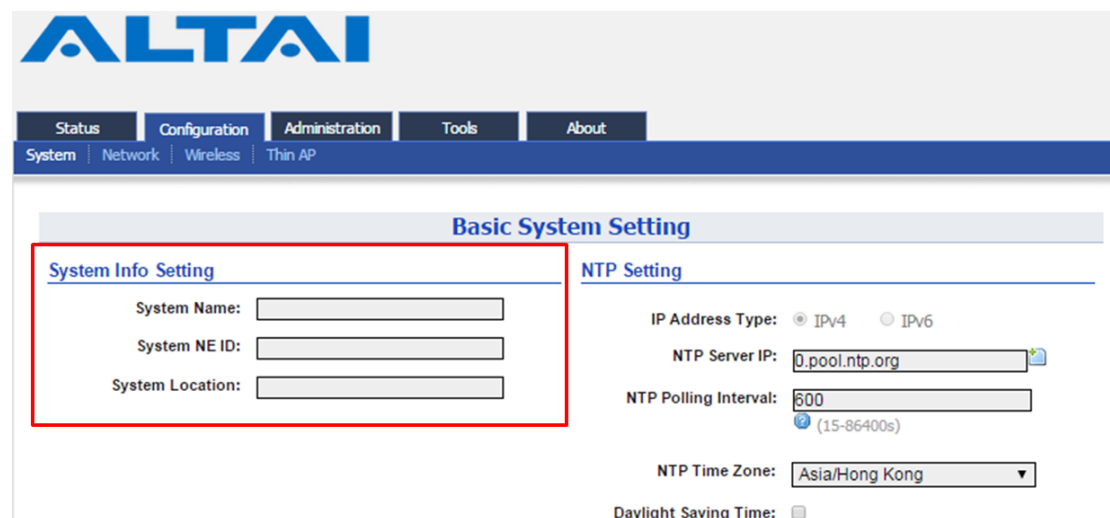 ALTAI
Status Configuration Administration Tools About
System Network Wireless Thin AP
Basic System Setting
System Info Setting
System Name:
System NE ID:
System Location:
NTP Setting
IP Address Type: IPv4 IPv6
NTP Server IP: 0.pool.ntp.org
NTP Polling Interval: 600
(15-86400s)
NTP Time Zone: Asia/Hong Kong
Daylight Saving Time: